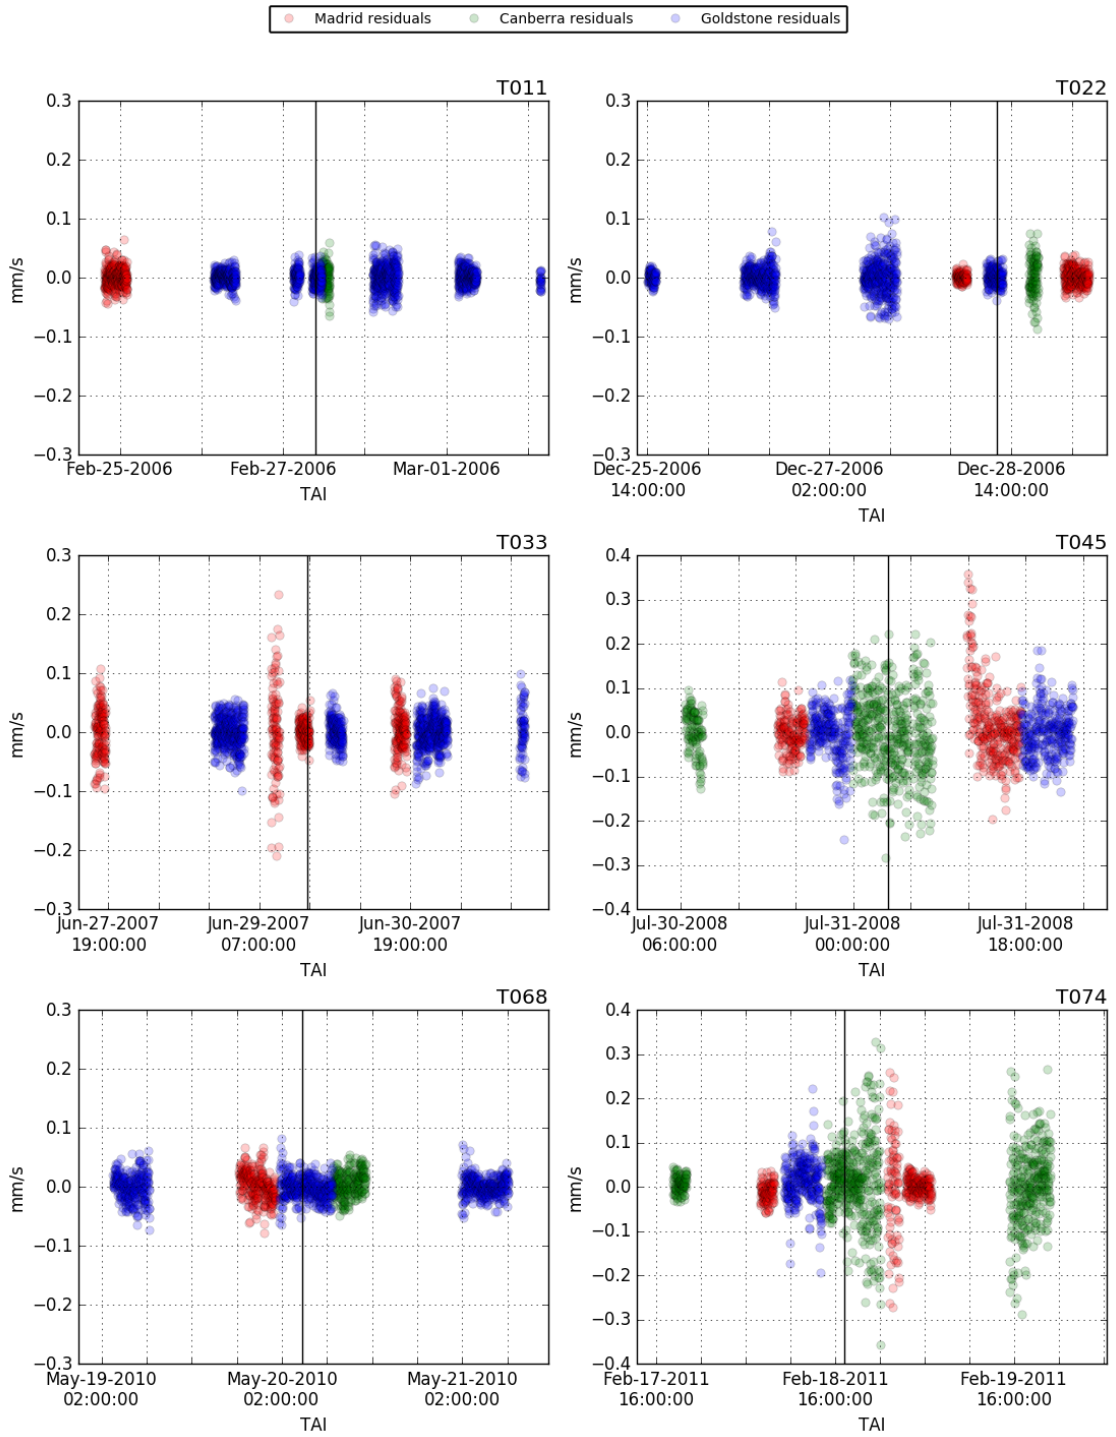 Madrid residuals Canberra residuals Goldstone residuals
T011
0.3
0.2
0.1
0.0
−0.1
−0.2
−0.3
mm/s
Feb-25-2006 Feb-27-2006 Mar-01-2006
TAI
T022
0.3
0.2
0.1
0.0
−0.1
−0.2
−0.3
mm/s
Dec-25-2006 Dec-27-2006 Dec-28-2006
14:00:00 02:00:00 14:00:00
TAI
T033
0.3
0.2
0.1
0.0
−0.1
−0.2
−0.3
mm/s
Jun-27-2007 Jun-29-2007 Jun-30-2007
19:00:00 07:00:00 19:00:00
TAI
T045
0.4
0.3
0.2
0.1
0.0
−0.1
−0.2
−0.3
−0.4
mm/s
Jul-30-2008 Jul-31-2008 Jul-31-2008
06:00:00 00:00:00 18:00:00
TAI
T068
0.3
0.2
0.1
0.0
−0.1
−0.2
−0.3
mm/s
May-19-2010 May-20-2010 May-21-2010
02:00:00 02:00:00 02:00:00
TAI
T074
0.4
0.3
0.2
0.1
0.0
−0.1
−0.2
−0.3
−0.4
mm/s
Feb-17-2011 Feb-18-2011 Feb-19-2011
16:00:00 16:00:00 16:00:00
TAI